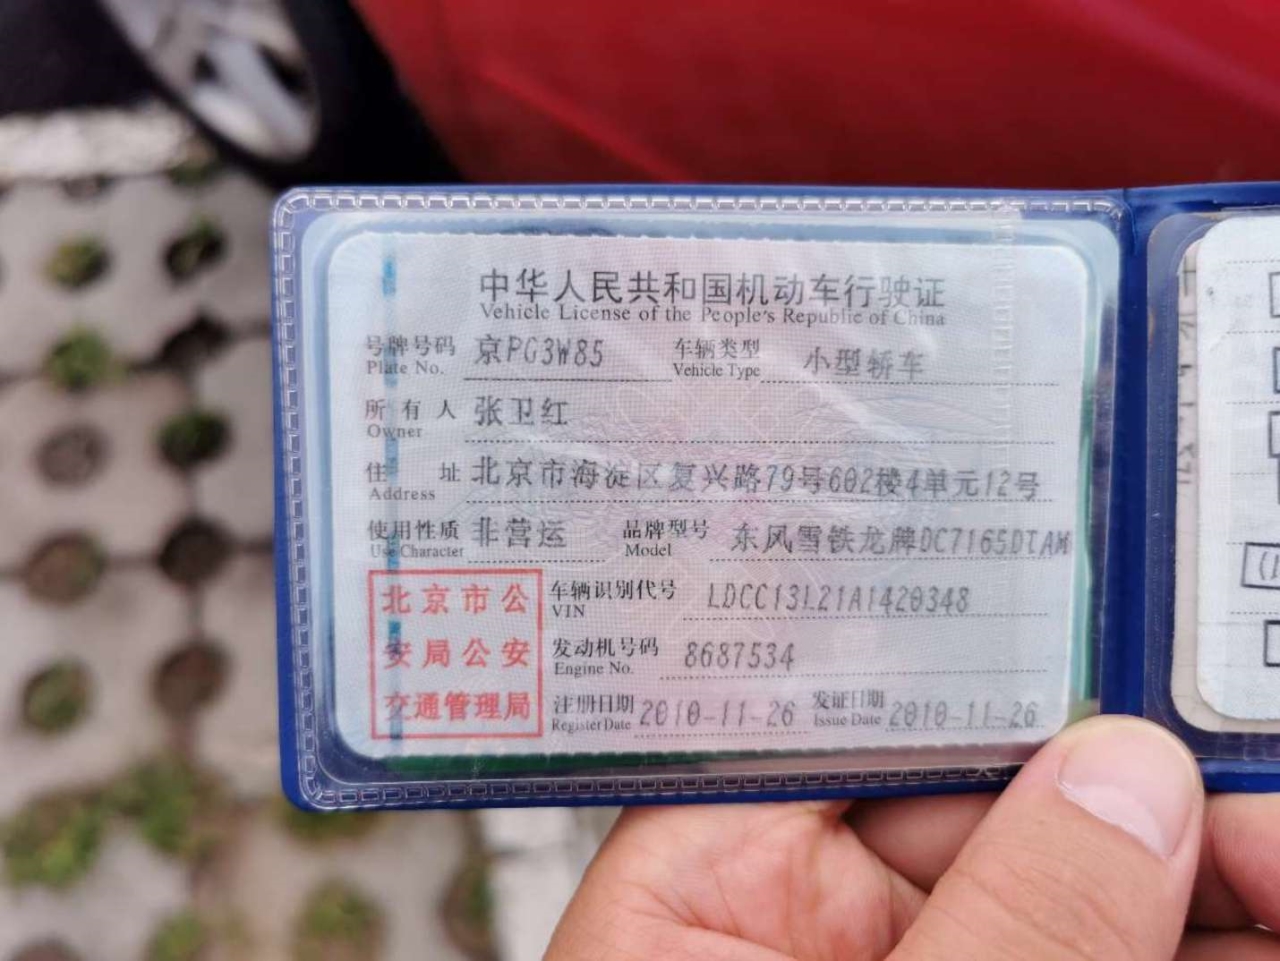 中华人民共和国机动车行驶证
Vehicle License of the People's Republic of China
号牌号码 京PG3W85 车辆类型 小型轿车
Plate No. Vehicle Type
所有人 张卫红
Owner
住址 北京市海淀区复兴路79号602楼4单元12号
Address
使用性质 非营运 品牌型号 东风雪铁龙牌DC7165DTAM
Use Character Model
北京市公
安局公安
交通管理局
车辆识别代号 LDCC13L21A1420348
VIN
发动机号码 8687534
Engine No.
注册日期 2010-11-26 发证日期 2010-11-26
Register Date Issue Date